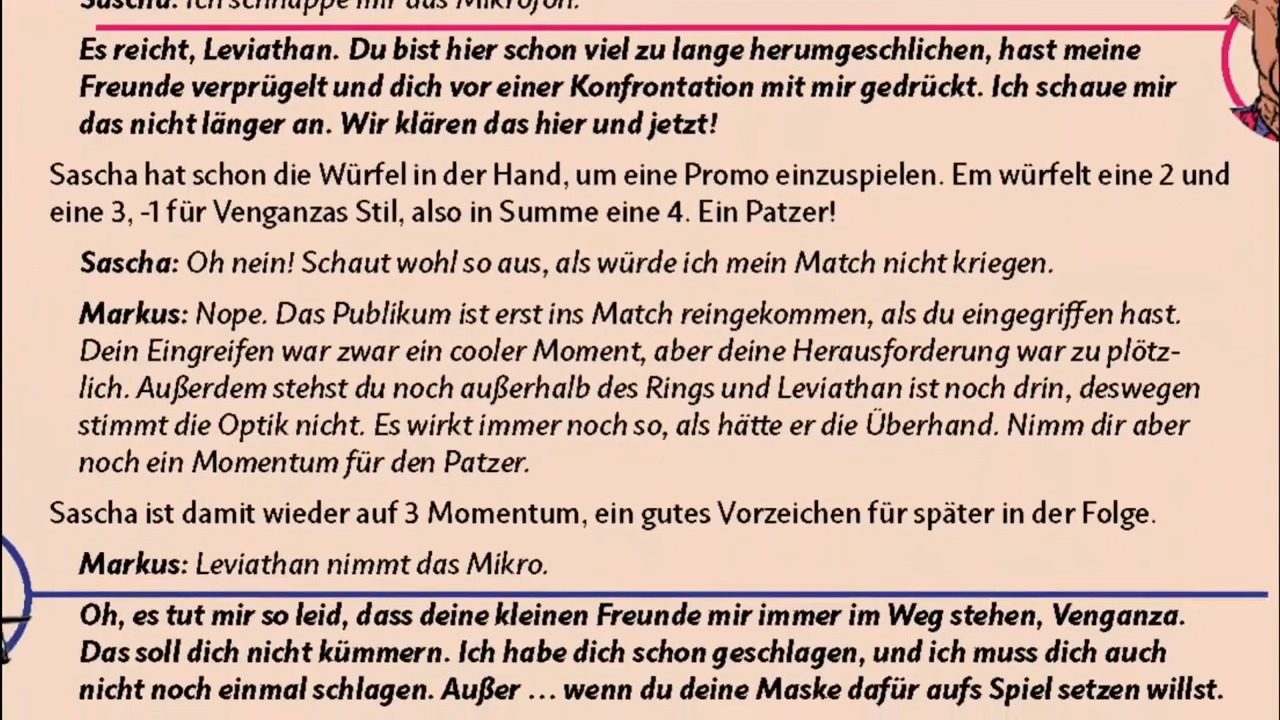 Sascha: Ich schnappe mir das Mikrofon.
Es reicht, Leviathan. Du bist hier schon viel zu lange herumgeschlichen, hast meine
Freunde verprügelt und dich vor einer Konfrontation mit mir gedrückt. Ich schaue mir
das nicht länger an. Wir klären das hier und jetzt!
Sascha hat schon die Würfel in der Hand, um eine Promo einzuspielen. Em würfelt eine 2 und
eine 3, -1 für Venganzas Stil, also in Summe eine 4. Ein Patzer!
Sascha: Oh nein! Schaut wohl so aus, als würde ich mein Match nicht kriegen.
Markus: Nope. Das Publikum ist erst ins Match reingekommen, als du eingegriffen hast.
Dein Eingreifen war zwar ein cooler Moment, aber deine Herausforderung war zu plötz-
lich. Außerdem stehst du noch außerhalb des Rings und Leviathan ist noch drin, deswegen
stimmt die Optik nicht. Es wirkt immer noch so, als hätte er die Überhand. Nimm dir aber
noch ein Momentum für den Patzer.
Sascha ist damit wieder auf 3 Momentum, ein gutes Vorzeichen für später in der Folge.
Markus: Leviathan nimmt das Mikro.
Oh, es tut mir so leid, dass deine kleinen Freunde mir immer im Weg stehen, Venganza.
Das soll dich nicht kümmern. Ich habe dich schon geschlagen, und ich muss dich auch
nicht noch einmal schlagen. Außer … wenn du deine Maske dafür aufs Spiel setzen willst.